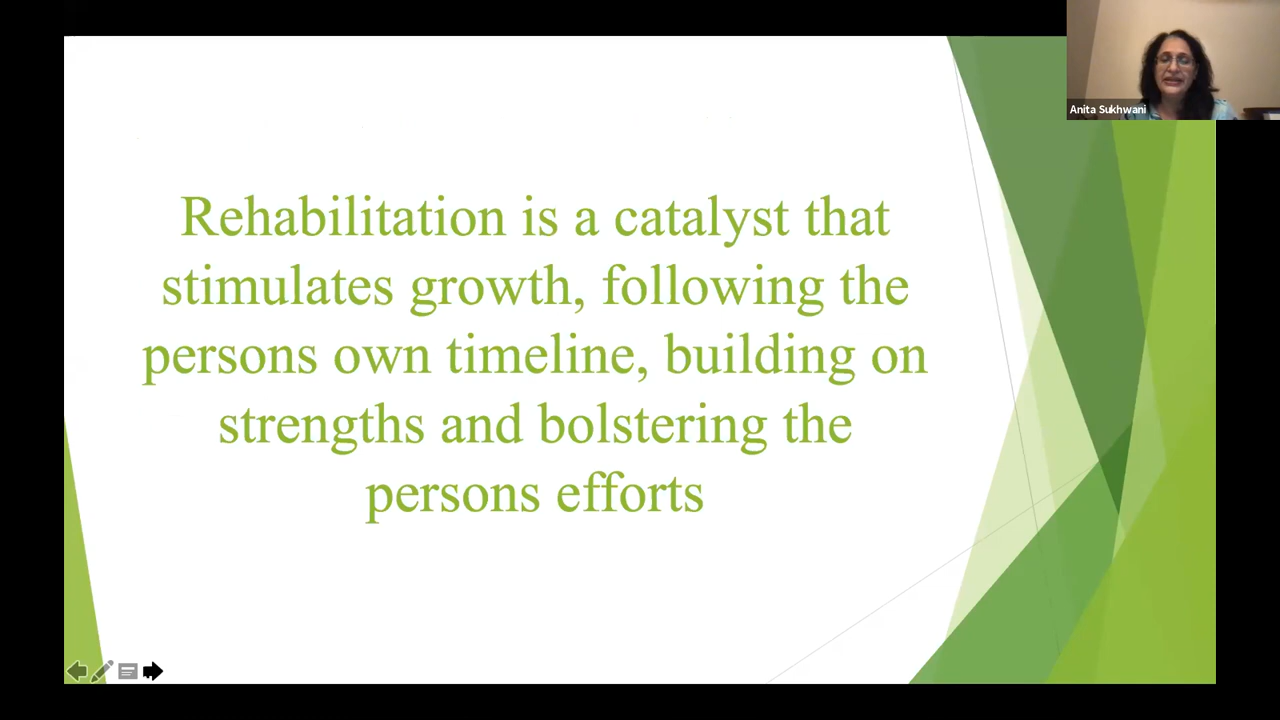 Anita Sukhwani
Rehabilitation is a catalyst that
stimulates growth, following the
persons own timeline, building on
strengths and bolstering the
persons efforts